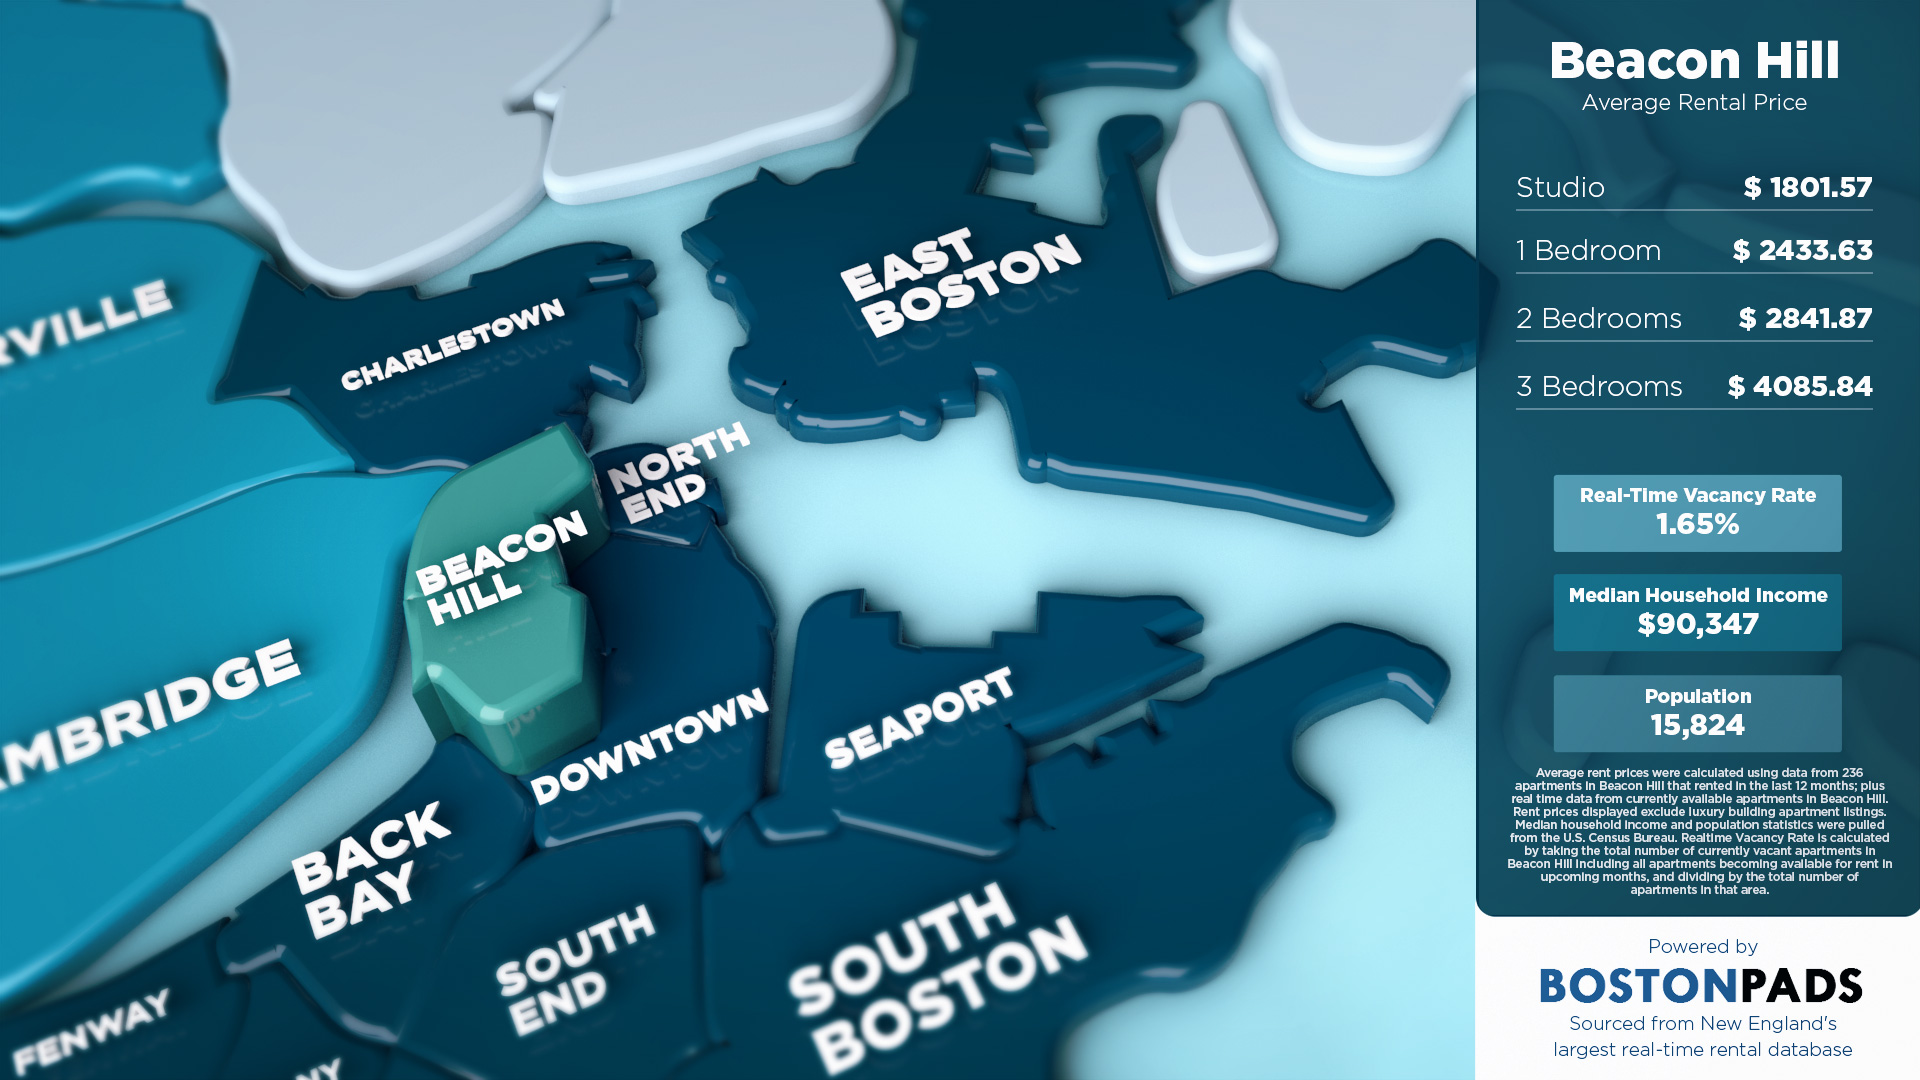 RVILLE
CHARLESTOWN
EAST
BOSTON
NORTH
END
BEACON
HILL
MBRIDGE
DOWNTOWN
SEAPORT
BACK
BAY
SOUTH
END
SOUTH
BOSTON
FENWAY
NY
Beacon Hill
Average Rental Price
Studio $ 1801.57
1 Bedroom $ 2433.63
2 Bedrooms $ 2841.87
3 Bedrooms $ 4085.84
Real-Time Vacancy Rate
1.65%
Median Household Income
$90,347
Population
15,824
Average rent prices were calculated using data from 236
apartments in Beacon Hill that rented in the last 12 months; plus
real time data from currently available apartments in Beacon Hill.
Rent prices displayed exclude luxury building apartment listings.
Median household income and population statistics were pulled
from the U.S. Census Bureau. Realtime Vacancy Rate is calculated
by taking the total number of currently vacant apartments in
Beacon Hill including all apartments becoming available for rent in
upcoming months, and dividing by the total number of
apartments in that area.
Powered by
BOSTONPADS
Sourced from New England's
largest real-time rental database